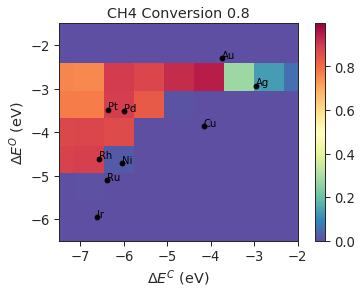 CH4 Conversion 0.8
Au
Ag
Pt
Pd
Cu
Rh
Ni
Ru
Ir
−2
−3
−4
−5
−6
ΔE^O (eV)
−7
−6
−5
−4
−3
−2
ΔE^C (eV)
0.8
0.6
0.4
0.2
0.0